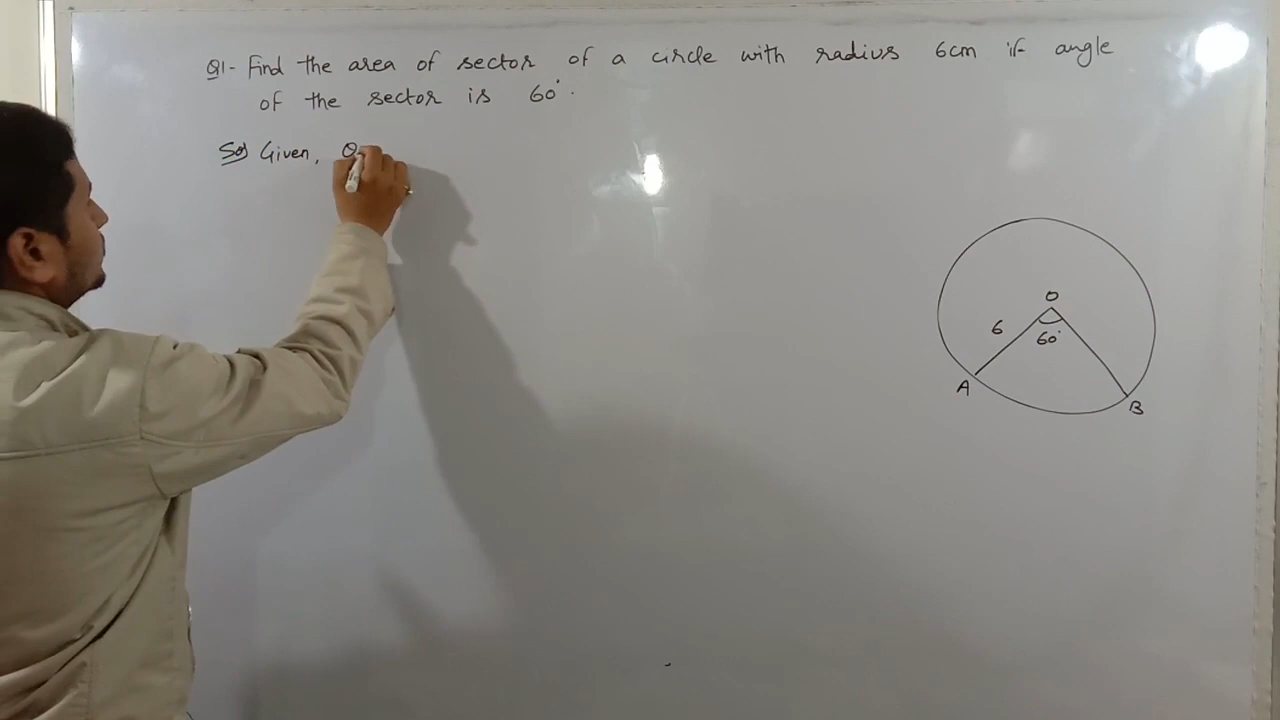 Q1- Find the area of sector of a circle with radius 6cm if angle
of the sector is 60°.
Sol Given, θ
O
6
60°
A
B